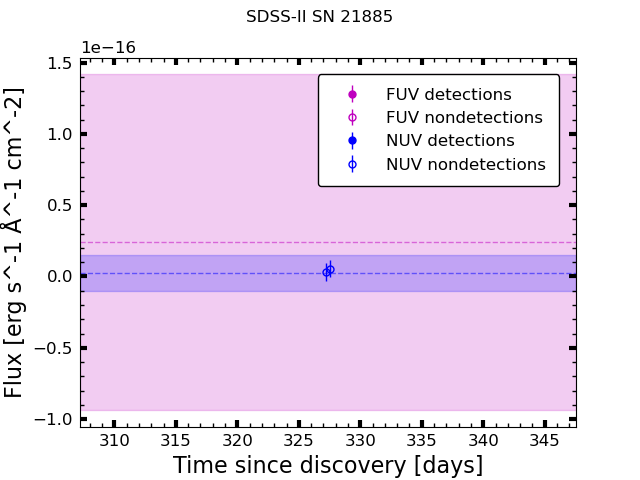 SDSS-II SN 21885
1e−16
1.5
1.0
0.5
0.0
−0.5
−1.0
Flux [erg s^-1 Å^-1 cm^-2]
FUV detections
FUV nondetections
NUV detections
NUV nondetections
310 315 320 325 330 335 340 345
Time since discovery [days]